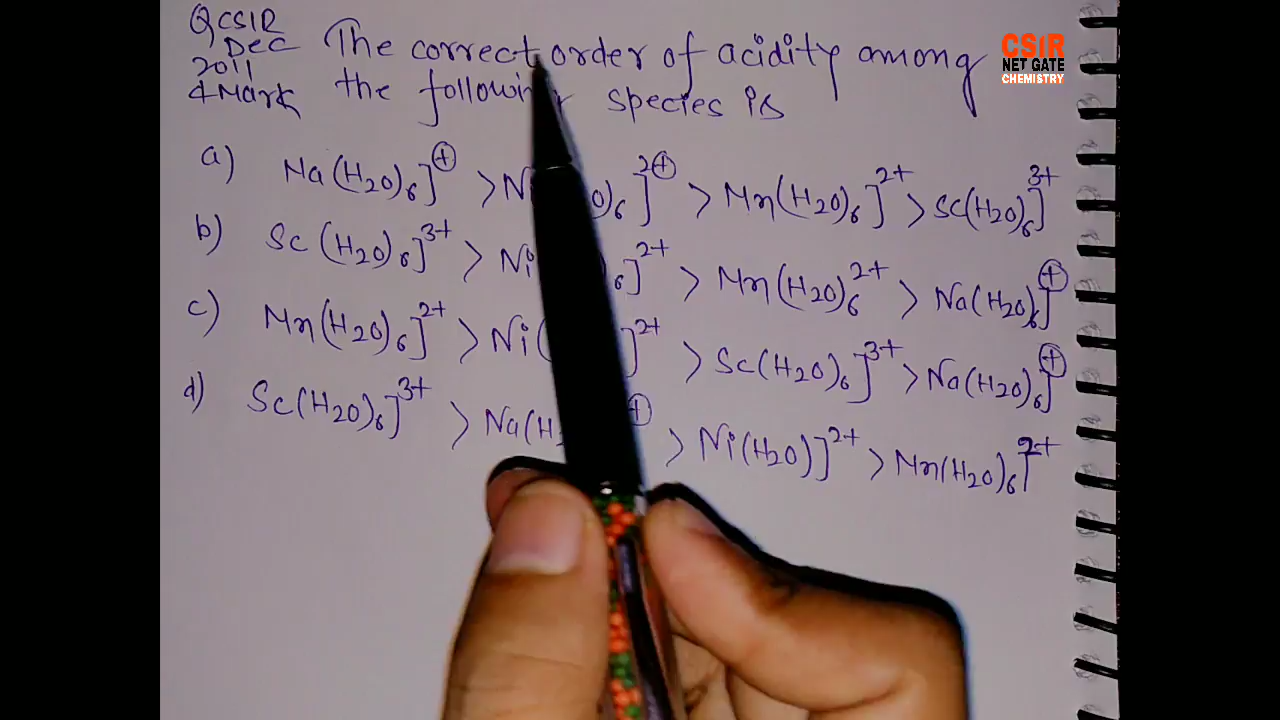 QCSIR
Dec
2011
4 Mark
The correct order of acidity among
the species is
a) Na(H2O)6]⊕ > O)6]2⊕ > Mn(H2O)6]2+ > Sc(H2O)6]3+
b) Sc(H2O)6]3+ > Ni 6]2+ > Mn(H2O)6 2+ > Na(H2O)6]⊕
c) Mn(H2O)6]2+ > Ni( ]2+ > Sc(H2O)6]3+ > Na(H2O)6]⊕
d) Sc(H2O)6]3+ > Na(H > Ni(H2O)]2+ > Mn(H2O)6]2+
CSIR
NET GATE
CHEMISTRY